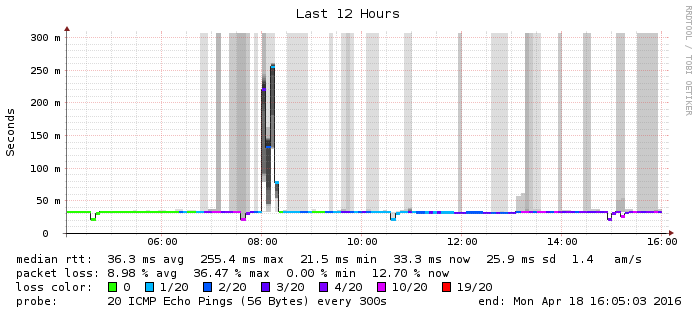 Last 12 Hours
RRDTOOL / TOBI OETIKER
Seconds
300 m
250 m
200 m
150 m
100 m
50 m
0
06:00 08:00 10:00 12:00 14:00 16:00
median rtt: 36.3 ms avg 255.4 ms max 21.5 ms min 33.3 ms now 25.9 ms sd 1.4 am/s
packet loss: 8.98 % avg 36.47 % max 0.00 % min 12.70 % now
loss color: 0 1/20 2/20 3/20 4/20 10/20 19/20
probe: 20 ICMP Echo Pings (56 Bytes) every 300s end: Mon Apr 18 16:05:03 2016